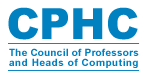 CPHC
The Council of Professors
and Heads of Computing